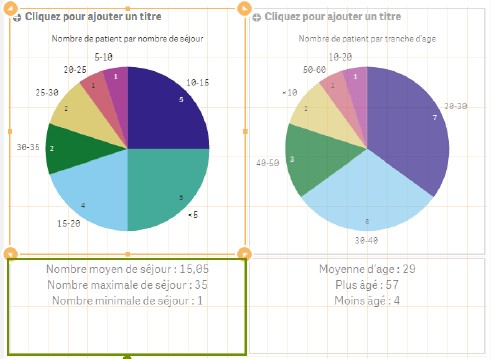 Cliquez pour ajouter un titre
Nombre de patient par nombre de séjour
5-10
20-25
10-15
1
1
5
25-30
2
30-35
2
4
5
15-20
<5
Nombre moyen de séjour : 15,05
Nombre maximale de séjour : 35
Nombre minimale de séjour : 1
Cliquez pour ajouter un titre
Nombre de patient par tranche d'age
10-20
50-60
1
1
<10
2
20-30
7
40-50
3
6
30-40
Moyenne d'age : 29
Plus âgé : 57
Moins âgé : 4